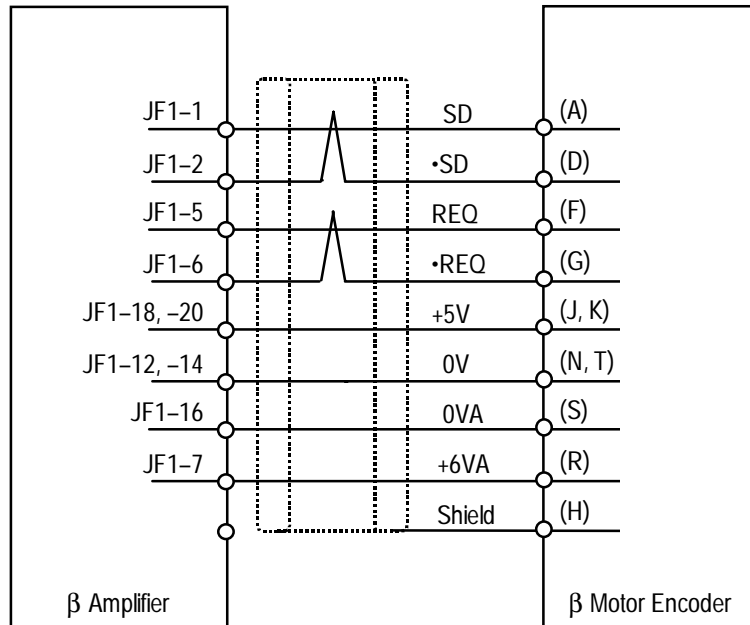 JF1–1 SD (A)
JF1–2 •SD (D)
JF1–5 REQ (F)
JF1–6 •REQ (G)
JF1–18, –20 +5V (J, K)
JF1–12, –14 0V (N, T)
JF1–16 0VA (S)
JF1–7 +6VA (R)
Shield (H)
β Amplifier β Motor Encoder